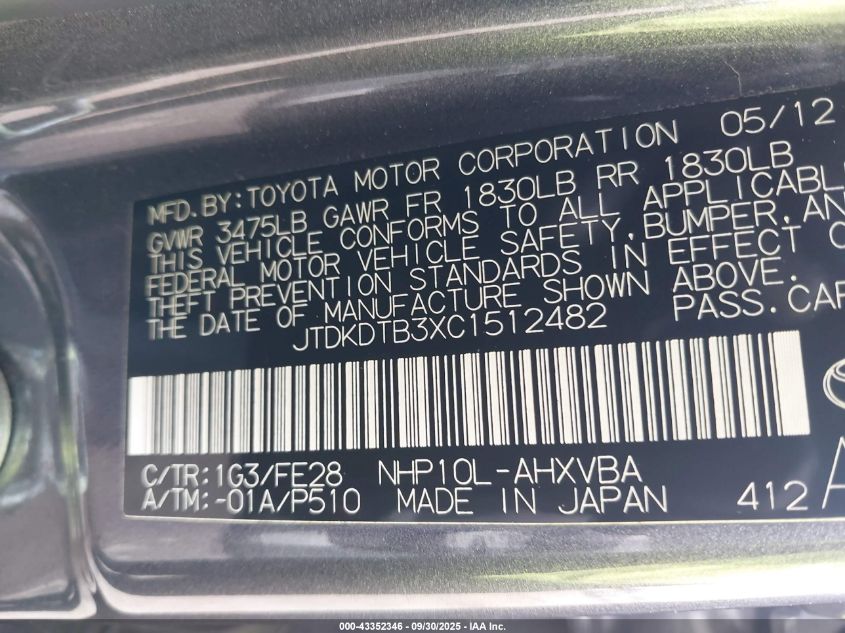 MFD.BY:TOYOTA MOTOR CORPORATION 05/12
GVWR 3475LB GAWR FR 1830LB RR 1830LB
THIS VEHICLE CONFORMS TO ALL APPLICABL
FEDERAL MOTOR VEHICLE SAFETY,BUMPER,AN
THEFT PREVENTION STANDARDS IN EFFECT O
THE DATE OF MANUFACTURE SHOWN ABOVE.
JTDKDTB3XC1512482 PASS.CAR
C/TR:1G3/FE28 NHP10L-AHXVBA
A/TM:-01A/P510 MADE IN JAPAN 412
000-43352346 - 09/30/2025 - IAA Inc.